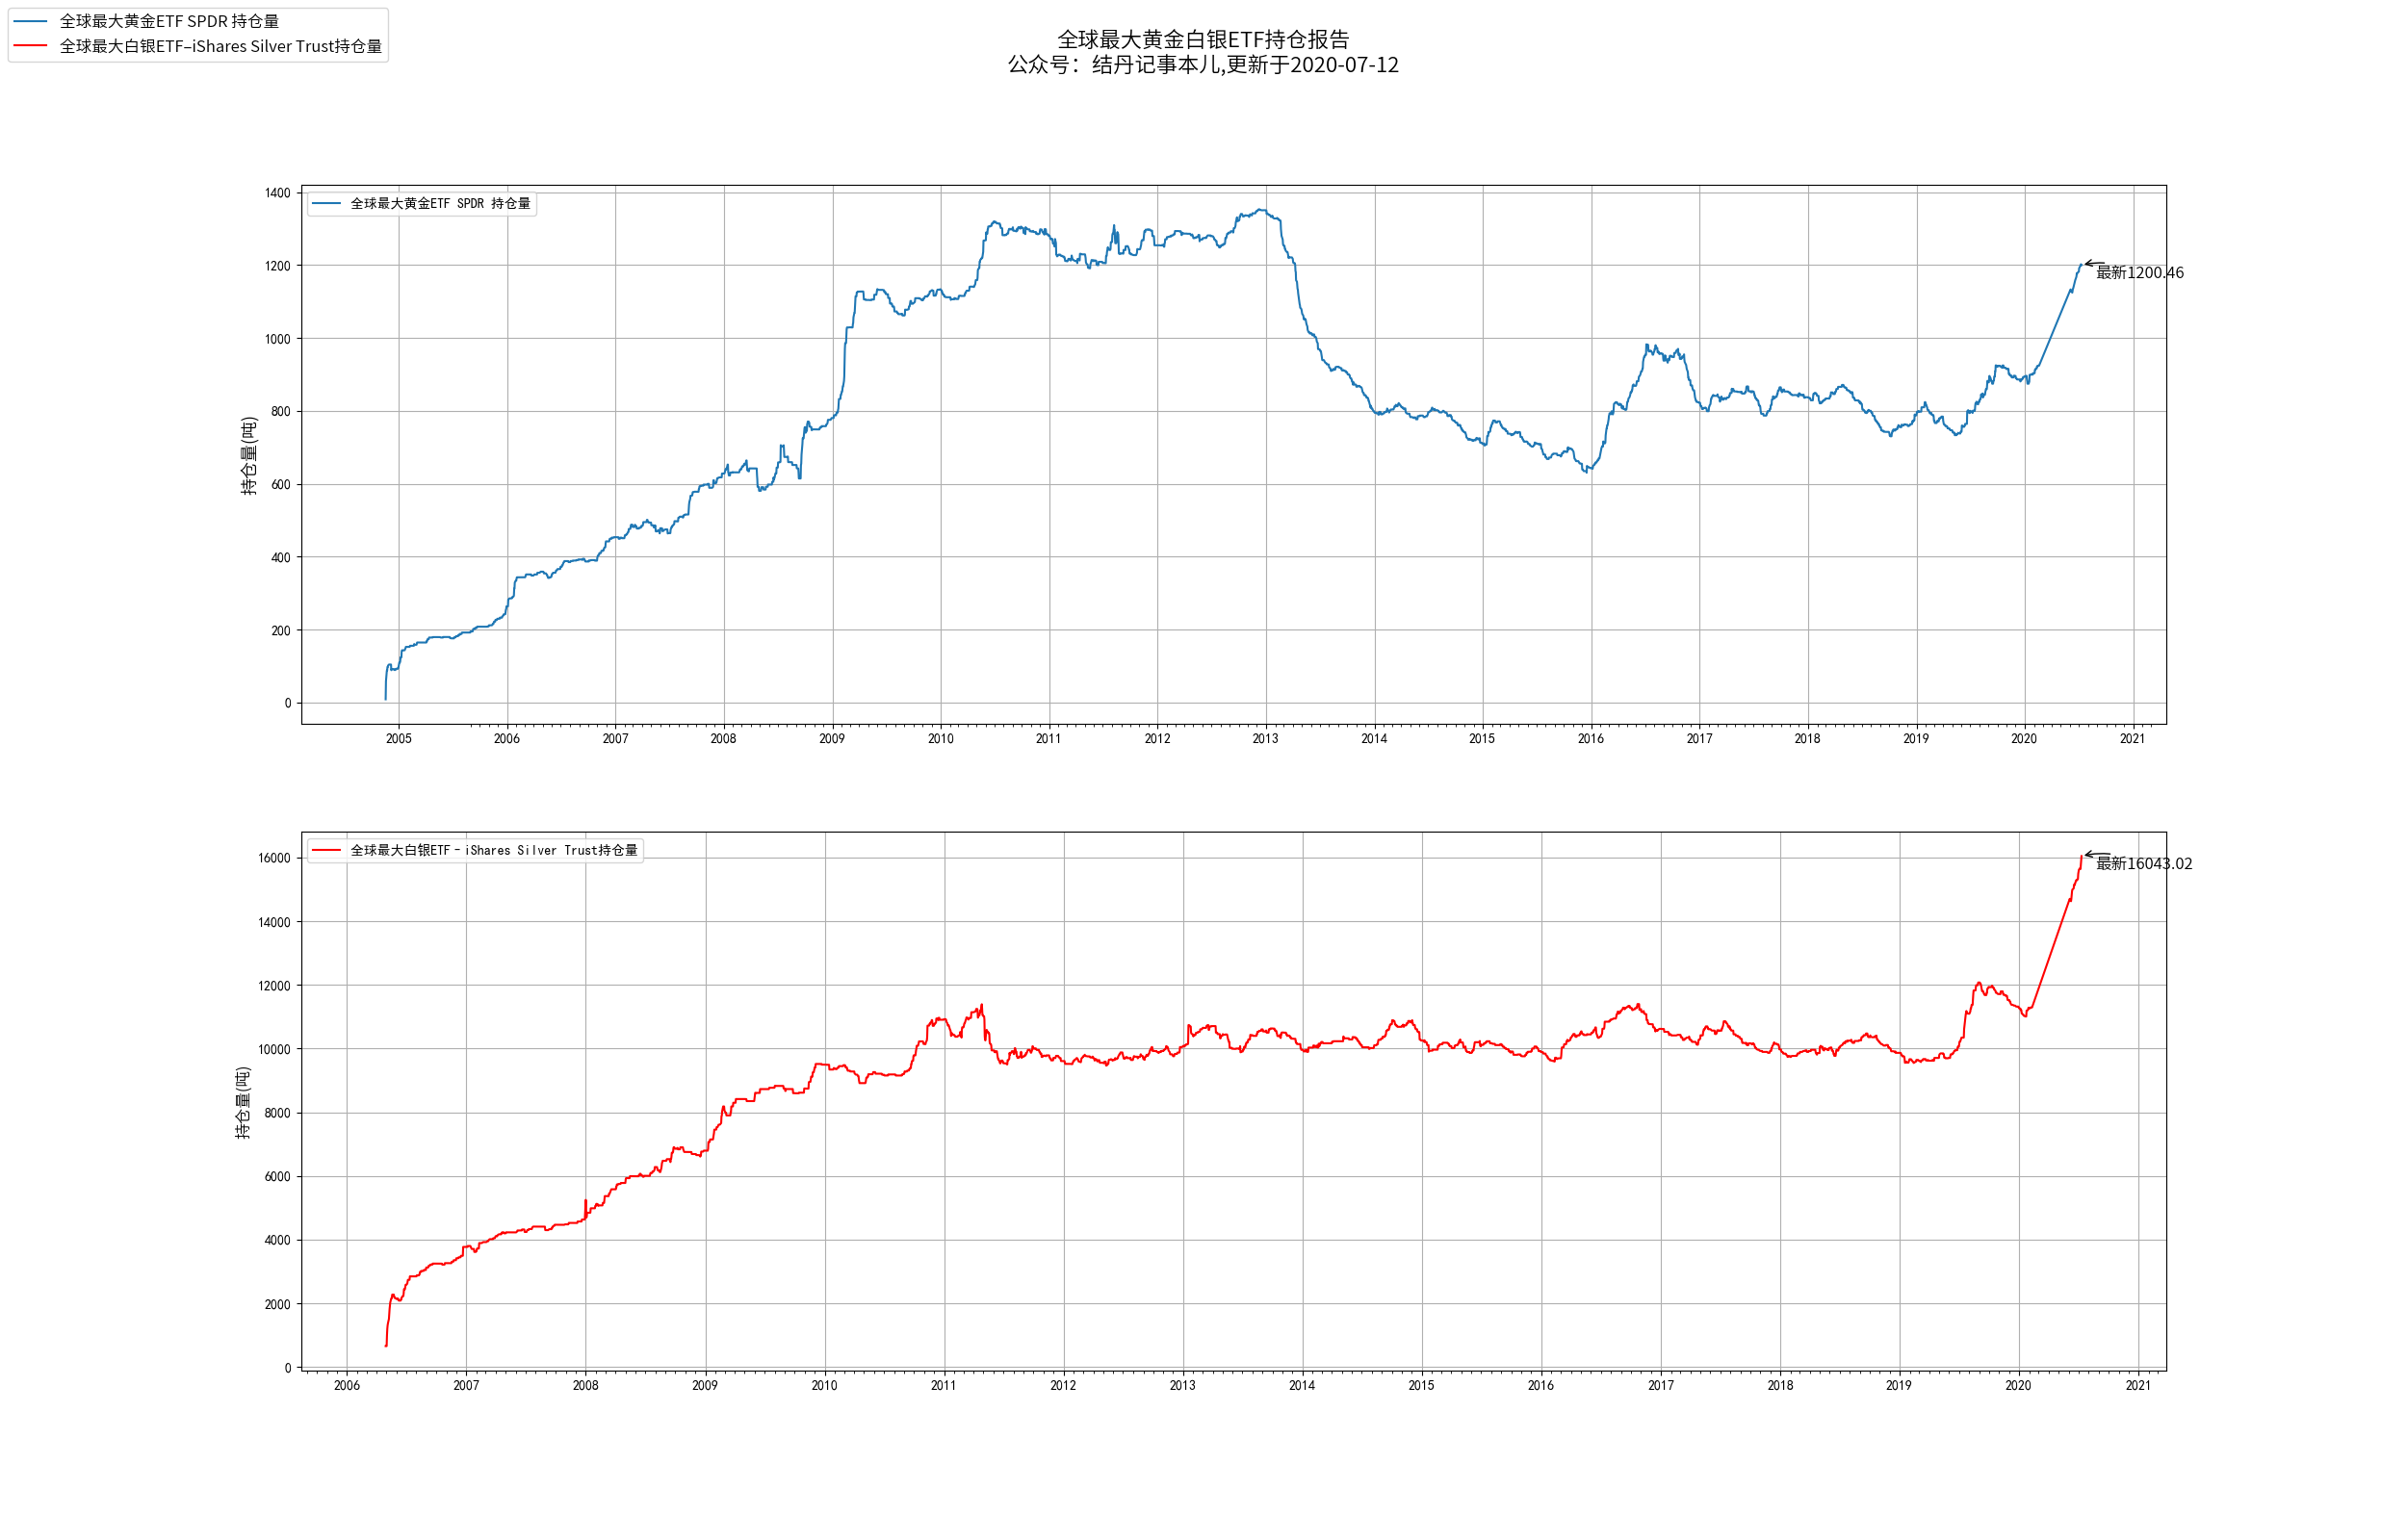 全球最大黄金ETF SPDR 持仓量
全球最大白银ETF–iShares Silver Trust持仓量
全球最大黄金白银ETF持仓报告
公众号：结丹记事本儿,更新于2020-07-12
全球最大黄金ETF SPDR 持仓量
持仓量(吨)
1400
1200
1000
800
600
400
200
0
最新1200.46
2005 2006 2007 2008 2009 2010 2011 2012 2013 2014 2015 2016 2017 2018 2019 2020 2021
全球最大白银ETF–iShares Silver Trust持仓量
持仓量(吨)
16000
14000
12000
10000
8000
6000
4000
2000
0
最新16043.02
2006 2007 2008 2009 2010 2011 2012 2013 2014 2015 2016 2017 2018 2019 2020 2021